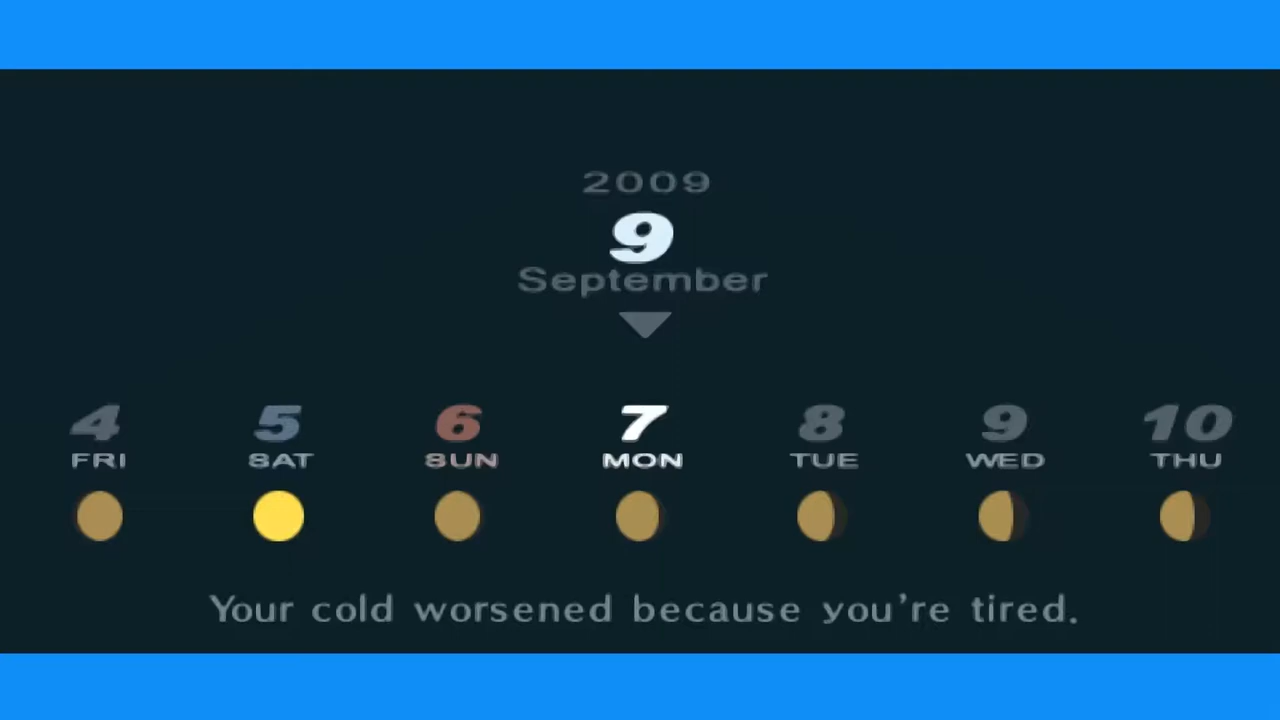 2009
9
September
4 5 6 7 8 9 10
FRI SAT SUN MON TUE WED THU
Your cold worsened because you're tired.